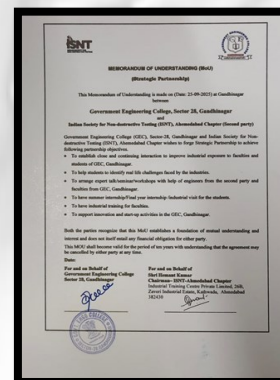 ISNT
MEMORANDUM OF UNDERSTANDING (MoU)
(Strategic Partnership)
This Memorandum of Understanding is made on (Date: 23-09-2025) at Gandhinagar
between
Government Engineering College, Sector 28, Gandhinagar
and
Indian Society for Non-destructive Testing (ISNT), Ahmedabad Chapter (Second party)
Government Engineering College (GEC), Sector-28, Gandhinagar and Indian Society for Non-
destructive Testing (ISNT), Ahmedabad Chapter wishes to forge Strategic Partnership to achieve
following partnership objectives.
• To establish close and continuing interaction to improve industrial exposure to faculties and
students of GEC, Gandhinagar.
• To help students to identify real life challenges faced by the industries.
• To arrange expert talk/seminar/workshops with help of engineers from the second party and
faculties from GEC, Gandhinagar.
• To have summer internship/Final year internship/Industrial visit for the students.
• To have industrial training for faculties.
• To support innovation and start-up activities in the GEC, Gandhinagar.
Both the parties recognize that this MoU establishes a foundation of mutual understanding and
interest and does not itself entail any financial obligation for either party.
This MOU shall become valid for the period of ten years with understanding that the agreement may
be cancelled by either party at any time.
Date:
For and on Behalf of
Government Engineering College
Sector 28, Gandhinagar
For and on Behalf of
Shri Hemant Kumar
Chairman- ISNT-Ahmedabad Chapter
Industrial Training Centre Private Limited, 26B,
Zaveri Industrial Estate, Kathwada, Ahmedabad
382430